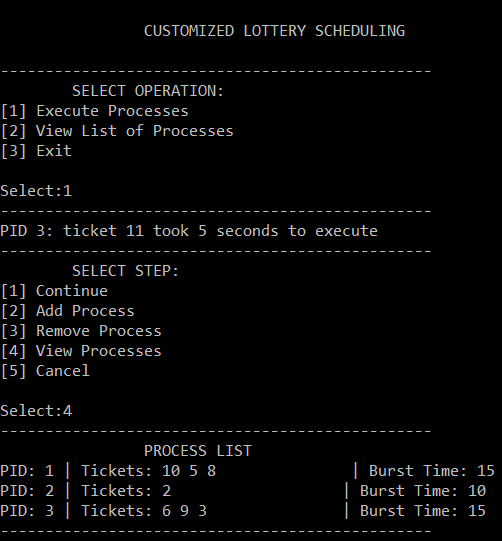 CUSTOMIZED LOTTERY SCHEDULING
------------------------------------------------
SELECT OPERATION:
[1] Execute Processes
[2] View List of Processes
[3] Exit
Select:1
------------------------------------------------
PID 3: ticket 11 took 5 seconds to execute
------------------------------------------------
SELECT STEP:
[1] Continue
[2] Add Process
[3] Remove Process
[4] View Processes
[5] Cancel
Select:4
------------------------------------------------
PROCESS LIST
PID: 1 | Tickets: 10 5 8 | Burst Time: 15
PID: 2 | Tickets: 2 | Burst Time: 10
PID: 3 | Tickets: 6 9 3 | Burst Time: 15
------------------------------------------------